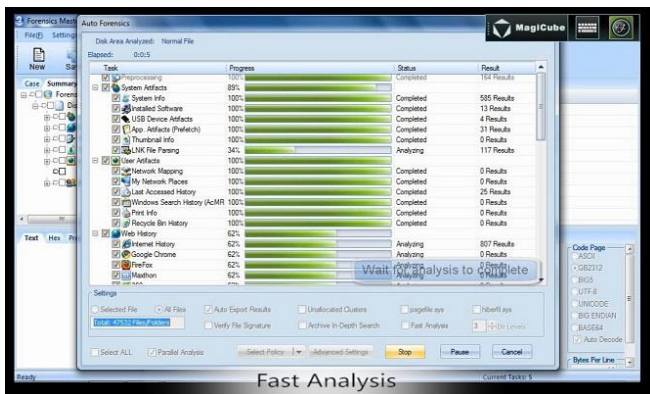 Forensics Mast
Auto Forensics
MagiCube
File(F) Settings
Disk Area Analyzed: Normal File
Elapsed: 0:0:5
New
Task Progress Status Result
Preprocessing 100% Completed 164 Results
Case Summary
System Artifacts 89%
System Info 100% Completed 585 Results
Installed Software 100% Completed 13 Results
USB Device Artifacts 100% Completed 4 Results
App. Artifacts (Prefetch) 100% Completed 31 Results
Thumbnail Info 100% Completed 0 Results
LNK File Parsing 34% Analyzing 117 Results
User Artifacts 100%
Network Mapping 100% Completed 0 Results
My Network Places 100% Completed 0 Results
Last Accessed History 100% Completed 25 Results
Windows Search History (AcMR 100% Completed 0 Results
Print Info 100% Completed 0 Results
Recycle Bin History 100% Completed 0 Results
Web History 62%
Internet History 62% Analyzing 807 Results
Google Chrome 62% Analyzing 0 Results
FireFox 62% Analyzing 0 Results
Maxthon 62% Analyzing 0 Results
Wait for analysis to complete
Text Hex
Code Page
ASCII
GB2312
BIG5
UTF-8
UNICODE
BIG ENDIAN
BASE64
Auto Decode
Bytes Per Line
Settings
Selected File All Files Auto Export Results Unallocated Clusters pagefile.sys hiberfil.sys
Total: 47532 Files/Folders Verify File Signature Archive In-Depth Search Fast Analysis 3 Dir Levels
Select ALL Parallel Analysis Select Policy Advanced Settings Stop Pause Cancel
Ready
Fast Analysis
Current Tasks: 5